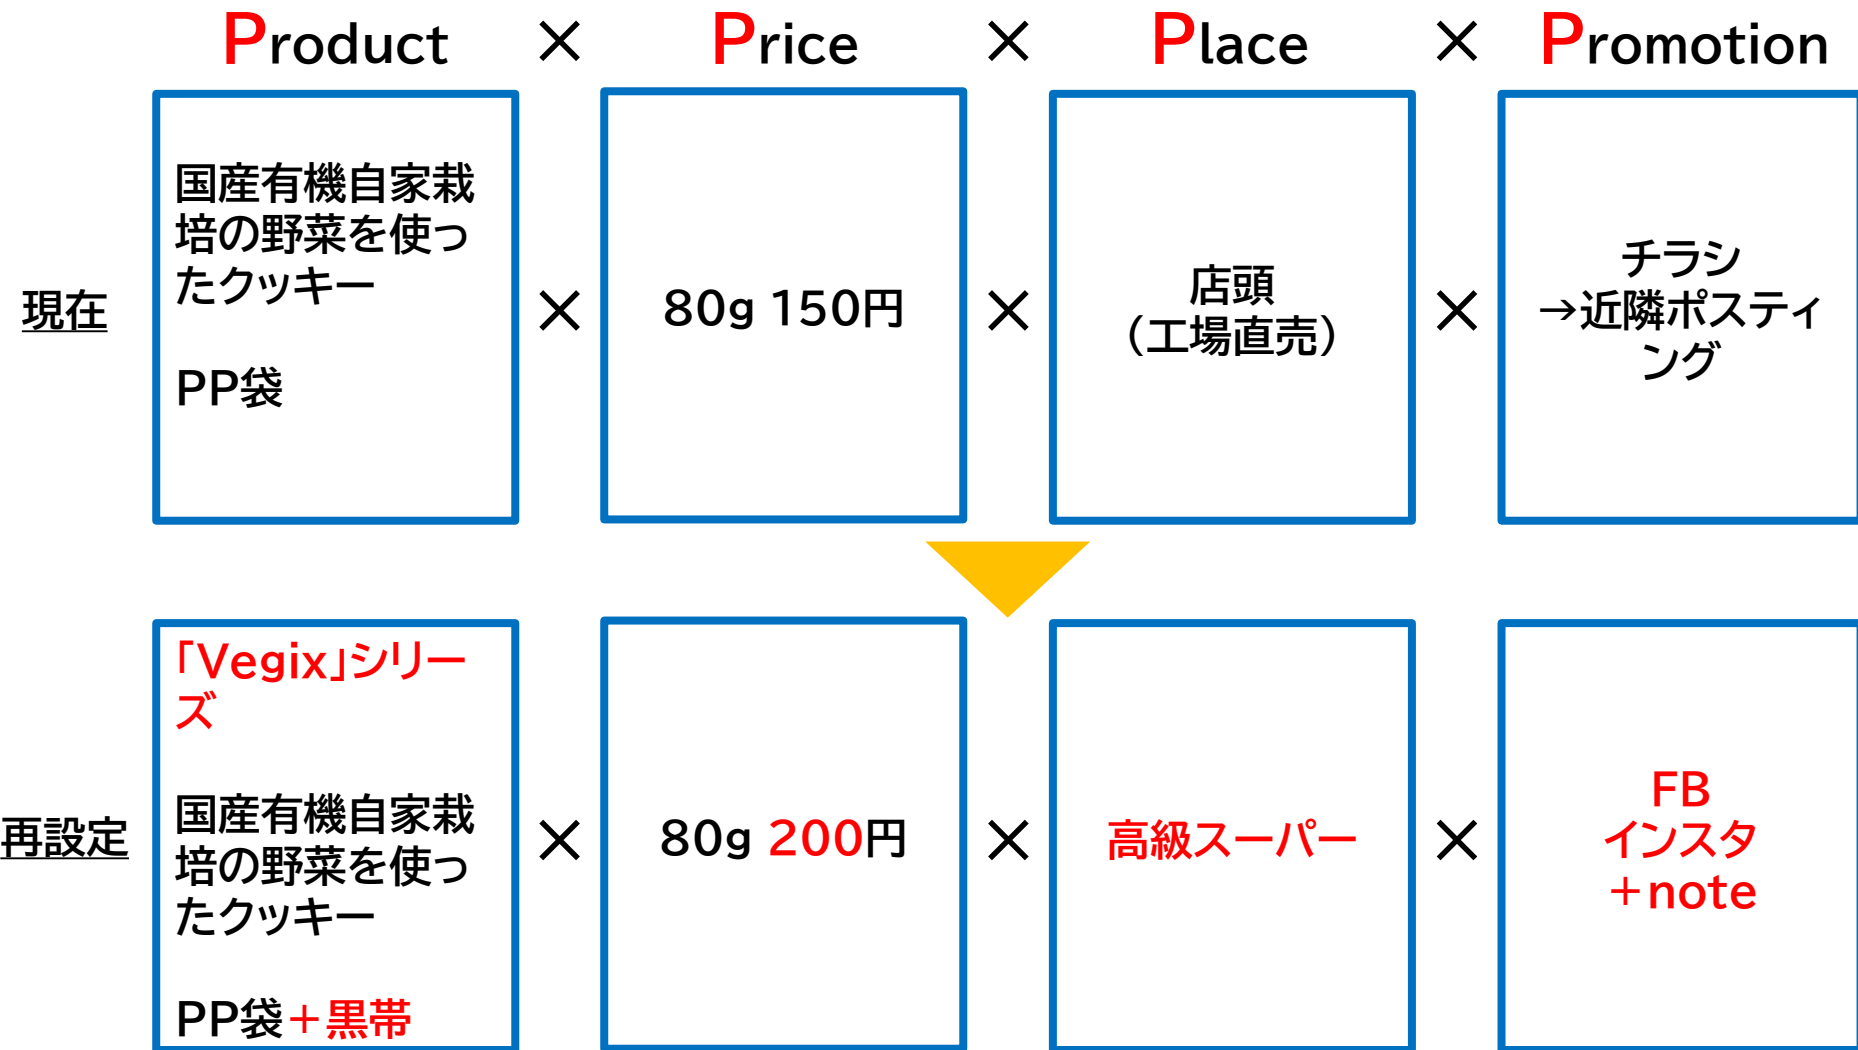 Product × Price × Place × Promotion
現在
国産有機自家栽
培の野菜を使っ
たクッキー
PP袋
×
80g 150円
×
店頭
（工場直売）
×
チラシ
→近隣ポスティ
ング
再設定
「Vegix」シリー
ズ
国産有機自家栽
培の野菜を使っ
たクッキー
PP袋＋黒帯
×
80g 200円
×
高級スーパー
×
FB
インスタ
＋note